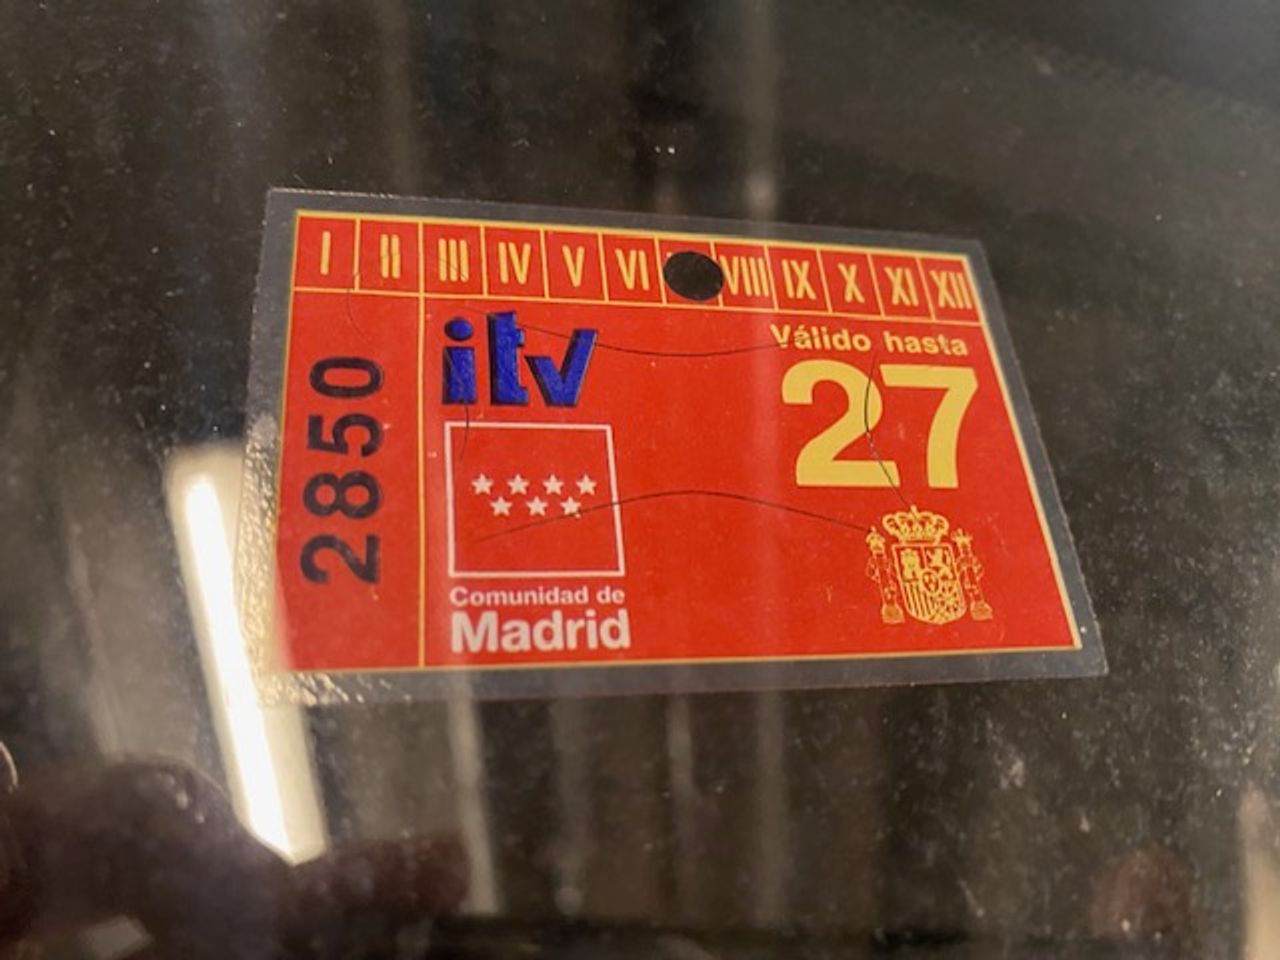 I II III IV V VI VIII IX X XI XII
2850
itv
Válido hasta
27
Comunidad de
Madrid